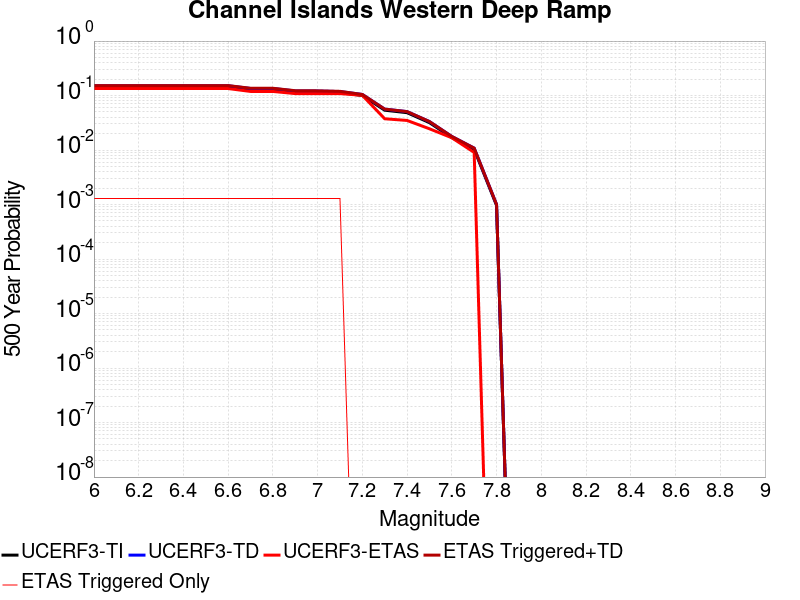 Channel Islands Western Deep Ramp
10^0
10^-1
10^-2
10^-3
10^-4
10^-5
10^-6
10^-7
10^-8
500 Year Probability
6 6.2 6.4 6.6 6.8 7 7.2 7.4 7.6 7.8 8 8.2 8.4 8.6 8.8 9
Magnitude
UCERF3-TI UCERF3-TD UCERF3-ETAS ETAS Triggered+TD
ETAS Triggered Only